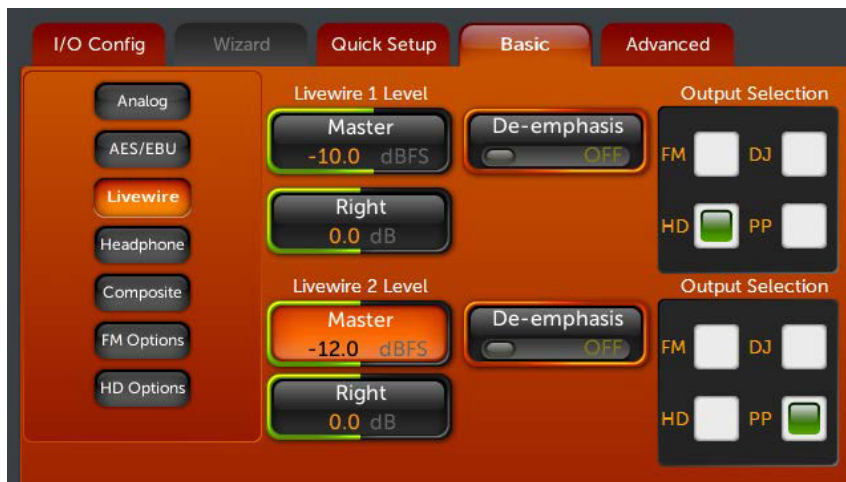 I/O Config
Wizard
Quick Setup
Basic
Advanced
Analog
AES/EBU
Livewire
Headphone
Composite
FM Options
HD Options
Livewire 1 Level
Master
-10.0 dBFS
Right
0.0 dB
De-emphasis
OFF
Output Selection
FM
DJ
HD
PP
Livewire 2 Level
Master
-12.0 dBFS
Right
0.0 dB
De-emphasis
OFF
Output Selection
FM
DJ
HD
PP